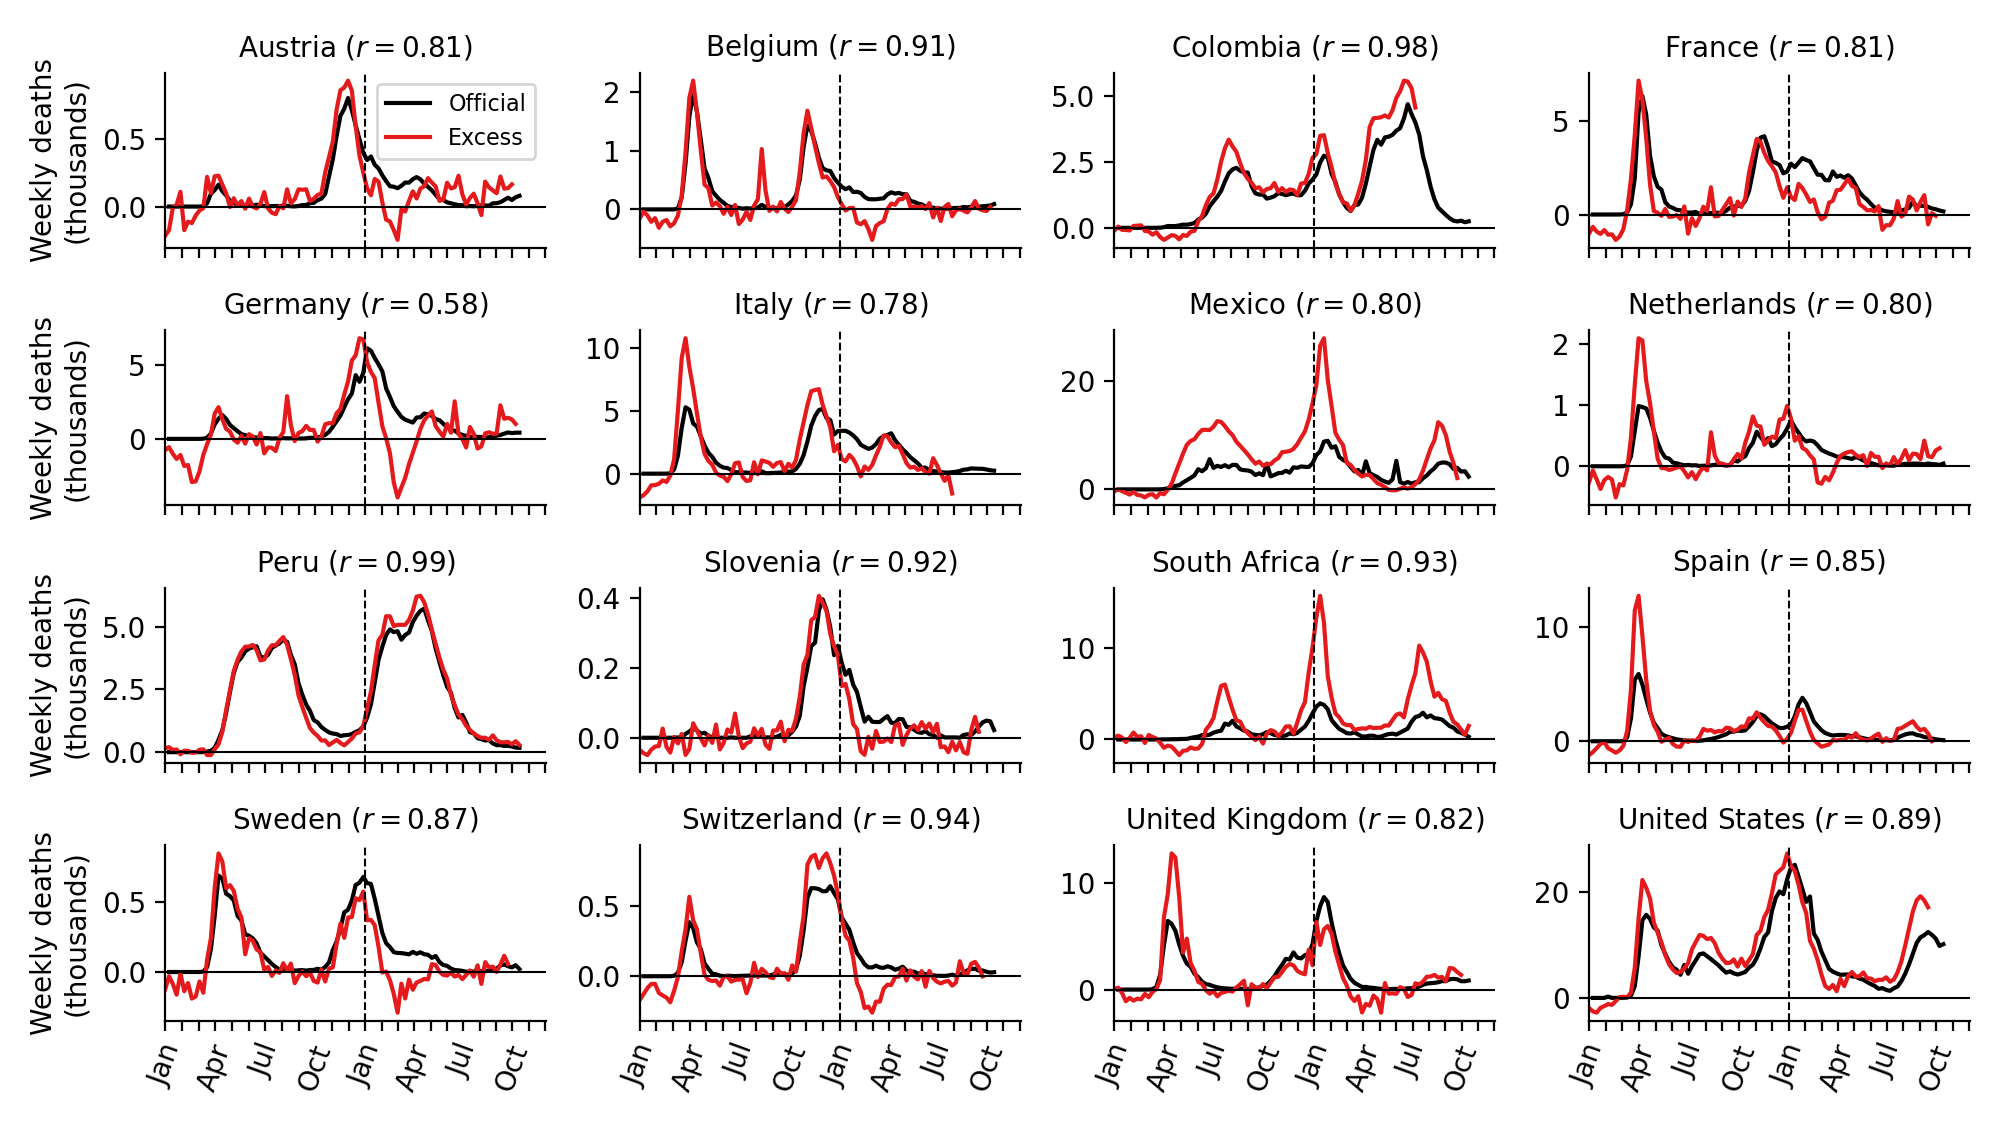 Austria (r = 0.81)
Belgium (r = 0.91)
Colombia (r = 0.98)
France (r = 0.81)
Weekly deaths
(thousands)
0.5
0.0
Official
Excess
2
1
0
5.0
2.5
0.0
5
0
Germany (r = 0.58)
Italy (r = 0.78)
Mexico (r = 0.80)
Netherlands (r = 0.80)
Weekly deaths
(thousands)
5
0
10
5
0
20
0
2
1
0
Peru (r = 0.99)
Slovenia (r = 0.92)
South Africa (r = 0.93)
Spain (r = 0.85)
Weekly deaths
(thousands)
5.0
2.5
0.0
0.4
0.2
0.0
10
0
10
0
Sweden (r = 0.87)
Switzerland (r = 0.94)
United Kingdom (r = 0.82)
United States (r = 0.89)
Weekly deaths
(thousands)
0.5
0.0
0.5
0.0
10
0
20
0
Jan Apr Jul Oct Jan Apr Jul Oct
Jan Apr Jul Oct Jan Apr Jul Oct
Jan Apr Jul Oct Jan Apr Jul Oct
Jan Apr Jul Oct Jan Apr Jul Oct